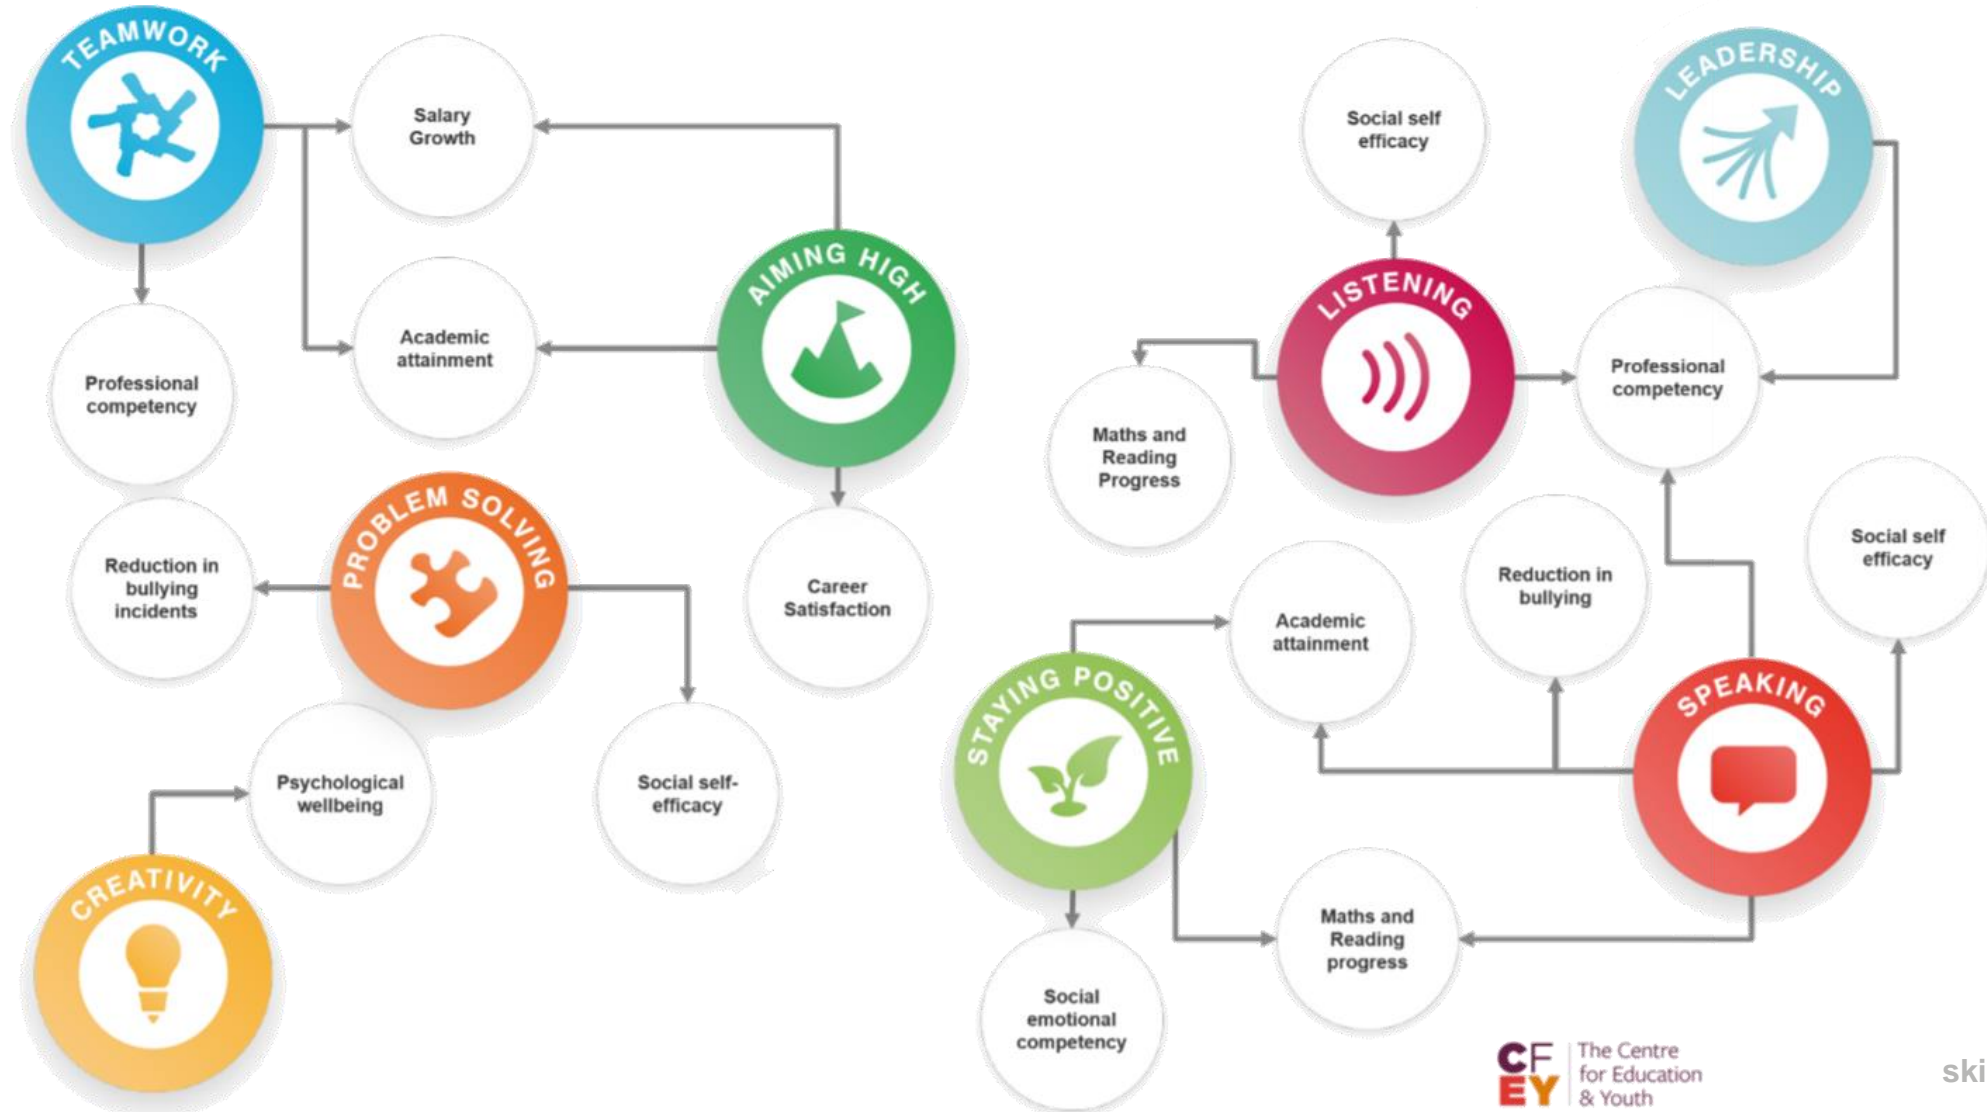 TEAMWORK
Salary
Growth
Academic
attainment
Professional
competency
AIMING HIGH
Career
Satisfaction
PROBLEM SOLVING
Reduction in
bullying
incidents
Social self-
efficacy
Psychological
wellbeing
CREATIVITY
Social self
efficacy
LEADERSHIP
LISTENING
Professional
competency
Maths and
Reading
Progress
Reduction in
bullying
Social self
efficacy
Academic
attainment
STAYING POSITIVE
SPEAKING
Maths and
Reading
progress
Social
emotional
competency
CF
EY
The Centre
for Education
& Youth
ski